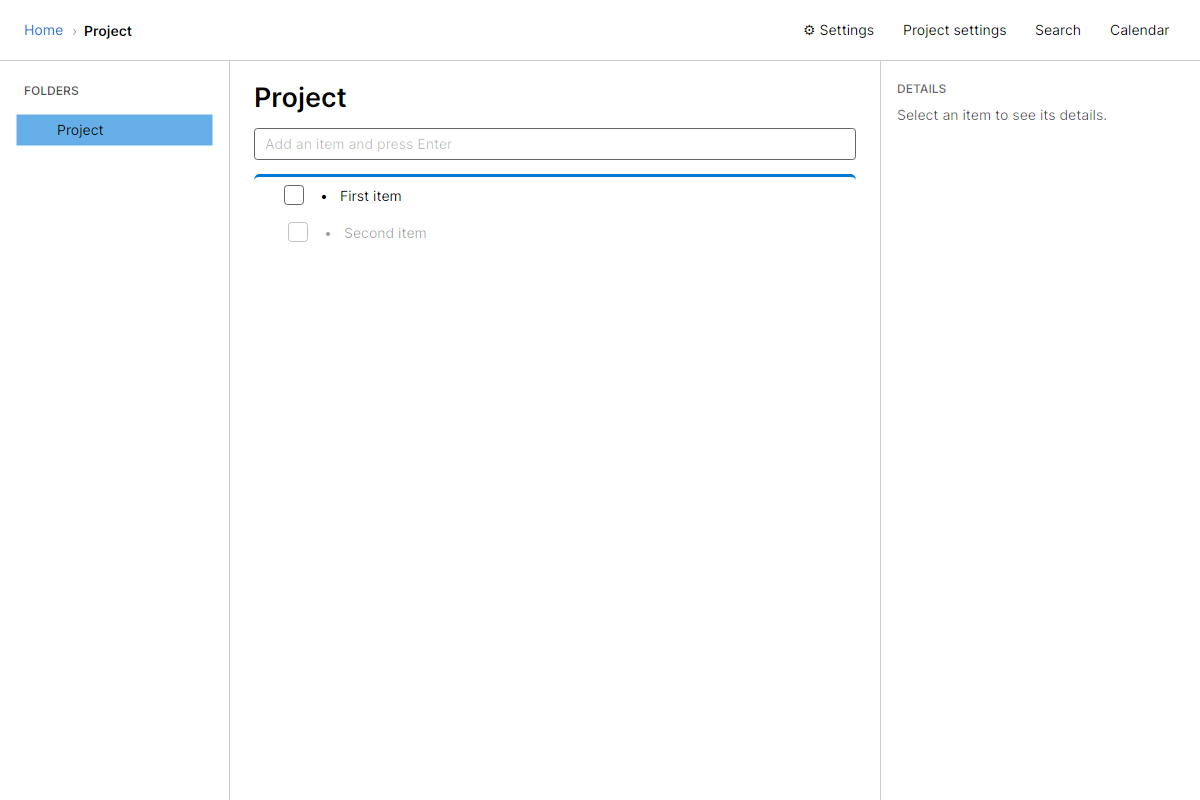 Home › Project
⚙ Settings
Project settings
Search
Calendar
FOLDERS
Project
Project
Add an item and press Enter
• First item
• Second item
DETAILS
Select an item to see its details.